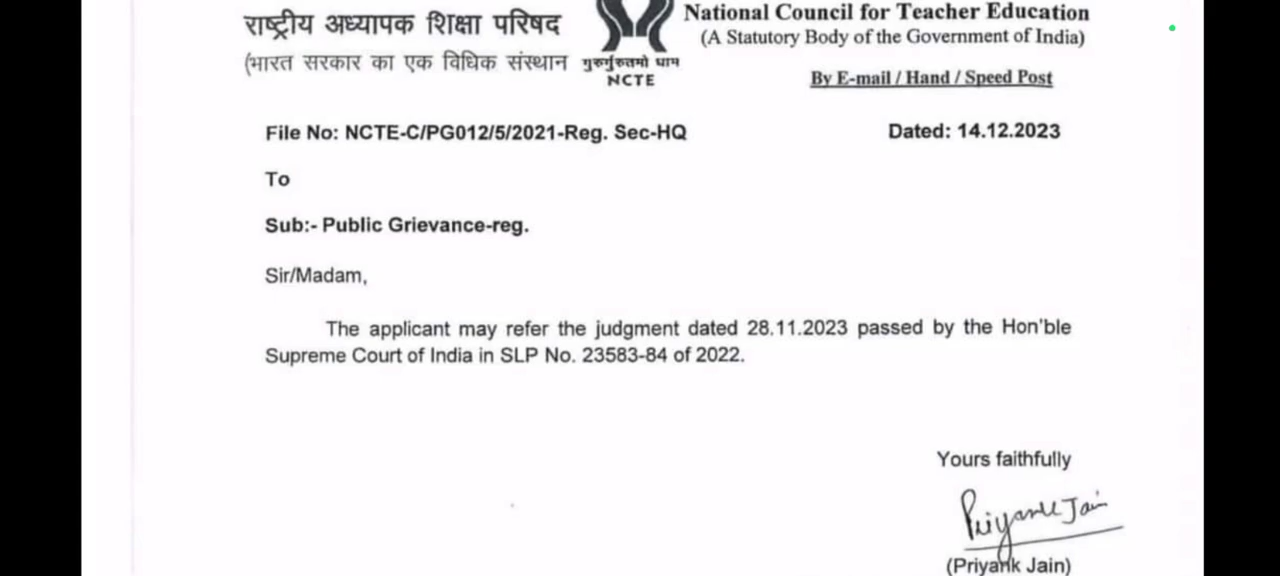 राष्ट्रीय अध्यापक शिक्षा परिषद
(भारत सरकार का एक विधिक संस्थान
गुरुर्गुरुतमो धाम
NCTE
National Council for Teacher Education
(A Statutory Body of the Government of India)
By E-mail / Hand / Speed Post
File No: NCTE-C/PG012/5/2021-Reg. Sec-HQ
Dated: 14.12.2023
To
Sub:- Public Grievance-reg.
Sir/Madam,
The applicant may refer the judgment dated 28.11.2023 passed by the Hon'ble
Supreme Court of India in SLP No. 23583-84 of 2022.
Yours faithfully
Priyank Jain
(Priyank Jain)